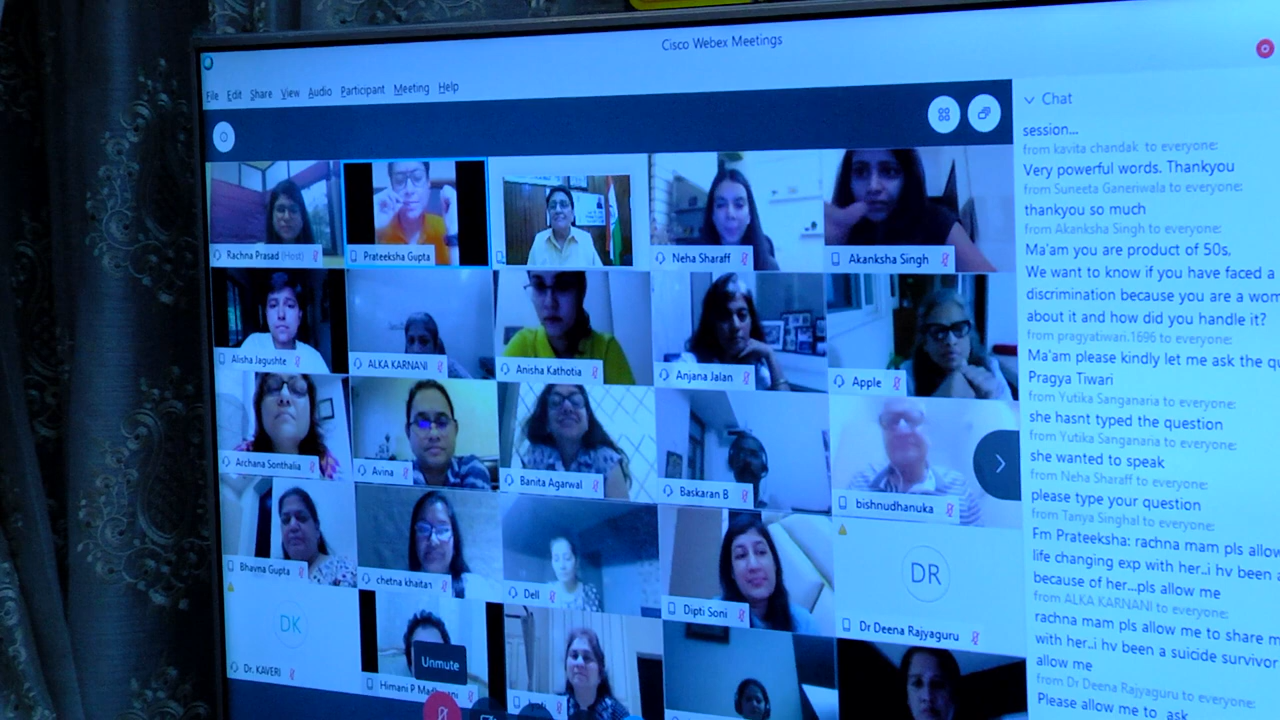 Cisco Webex Meetings
File Edit Share View Audio Participant Meeting Help
Rachna Prasad (Host)
Prateeksha Gupta
Neha Sharaff
Akanksha Singh
Alisha Jagushte
ALKA KARNANI
Anisha Kathotia
Anjana Jalan
Apple
Archana Sonthalia
Avina
Banita Agarwal
Baskaran B
bishnudhanuka
Bhavna Gupta
chetna khaitan
Dell
Dipti Soni
DR
Dr Deena Rajyaguru
DK
Dr. KAVERI
Himani P
Unmute
Chat
session...
from kavita chandak to everyone:
Very powerful words. Thankyou
from Suneeta Ganeriwala to everyone:
thankyou so much
from Akanksha Singh to everyone:
Ma'am you are product of 50s.
We want to know if you have faced a
discrimination because you are a
about it and how did you handle it?
from pragyatiwari.1696 to everyone:
Ma'am please kindly let me ask the
Pragya Tiwari
from Yutika Sanganaria to everyone:
she hasnt typed the question
from Yutika Sanganaria to everyone:
she wanted to speak
from Neha Sharaff to everyone:
please type your question
from Tanya Singhal to everyone:
Fm Prateeksha: rachna mam pls
life changing exp with her..i hv been
because of her...pls allow me
from ALKA KARNANI to everyone:
rachna mam pls allow me to share
with her..i hv been a suicide survivor
allow me
from Dr Deena Rajyaguru to everyone:
Please allow me to ask